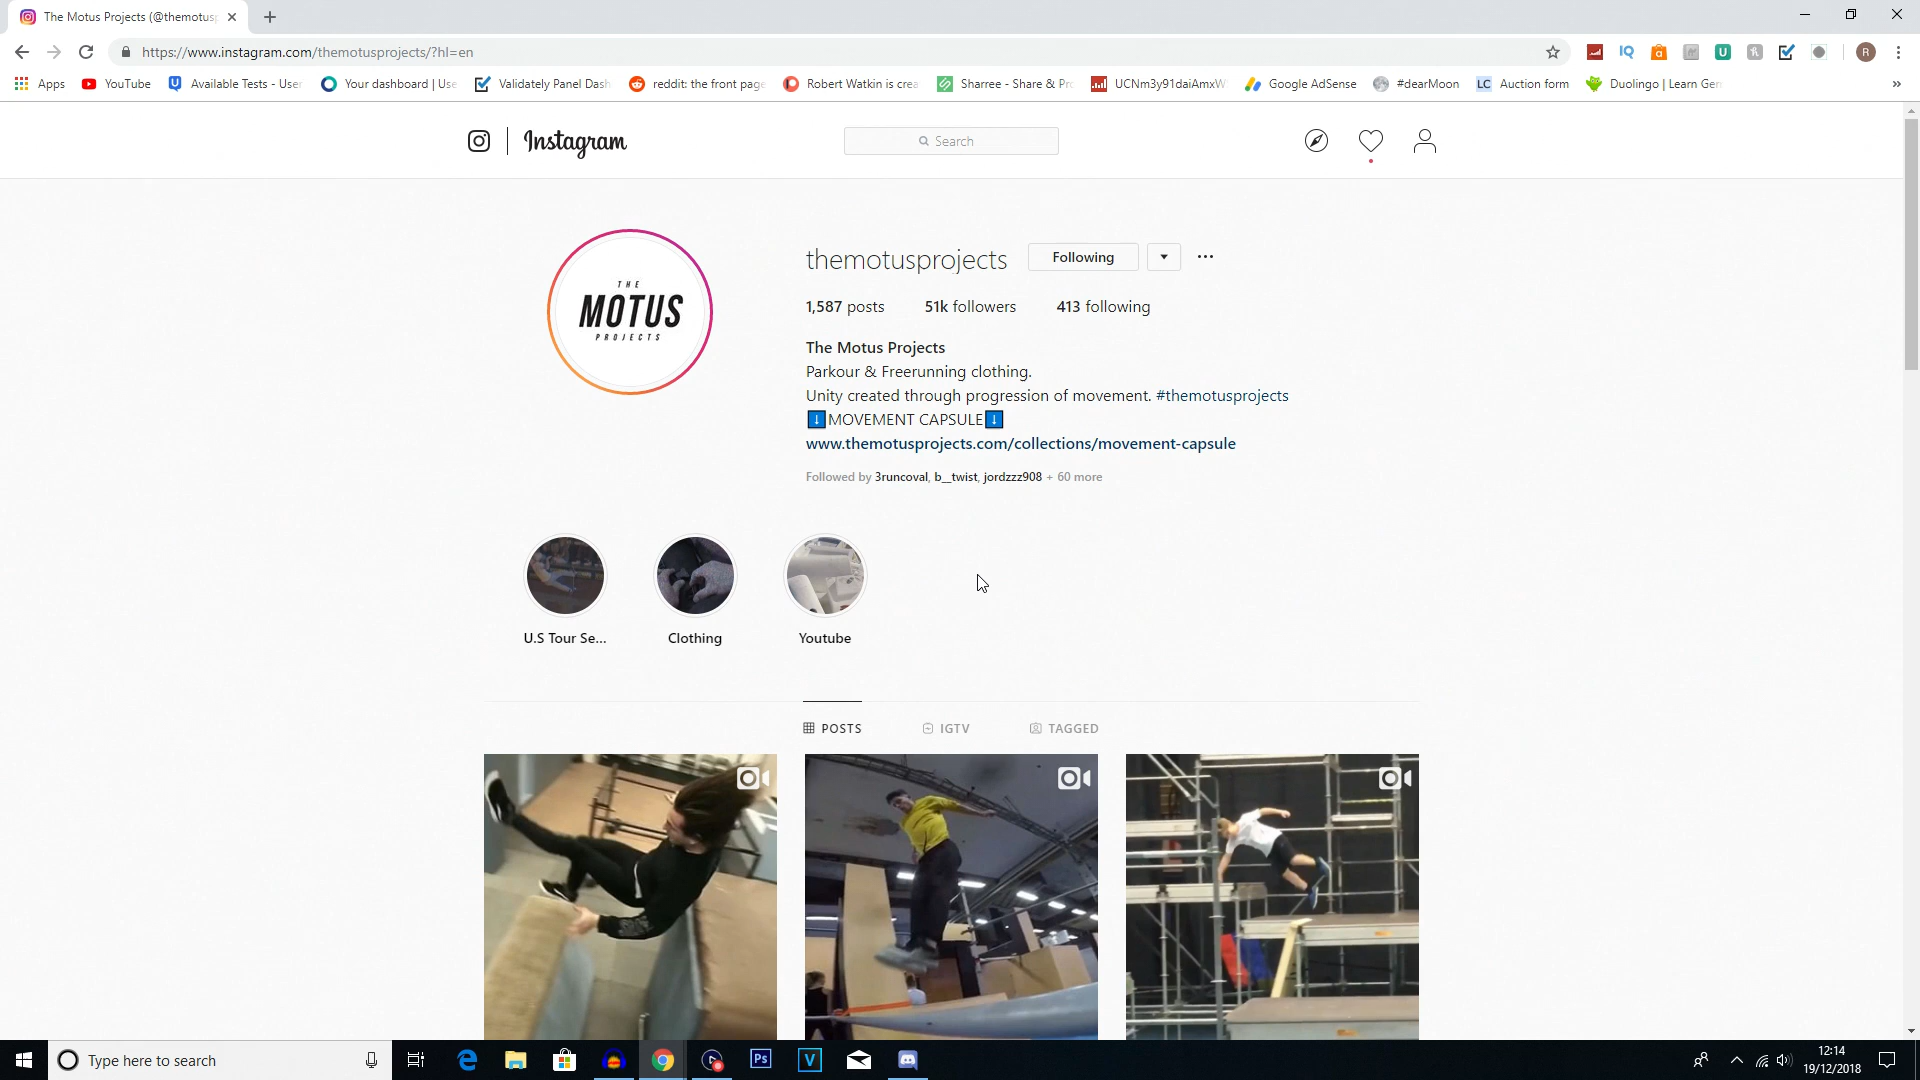 The Motus Projects (@themotusp
https://www.instagram.com/themotusprojects/?hl=en
Apps
YouTube
Available Tests - User
Your dashboard | Use
Validately Panel Dash
reddit: the front page
Robert Watkin is crea
Sharree - Share & Pr
UCNm3y91daiAmxW
Google AdSense
#dearMoon
LC Auction form
Duolingo | Learn Ger
Instagram
Search
THE
MOTUS
PROJECTS
themotusprojects
Following
1,587 posts 51k followers 413 following
The Motus Projects
Parkour & Freerunning clothing.
Unity created through progression of movement. #themotusprojects
⬇MOVEMENT CAPSULE⬇
www.themotusprojects.com/collections/movement-capsule
Followed by 3runcoval, b__twist, jordzzz908 + 60 more
U.S Tour Se...
Clothing
Youtube
POSTS
IGTV
TAGGED
Type here to search
12:14
19/12/2018